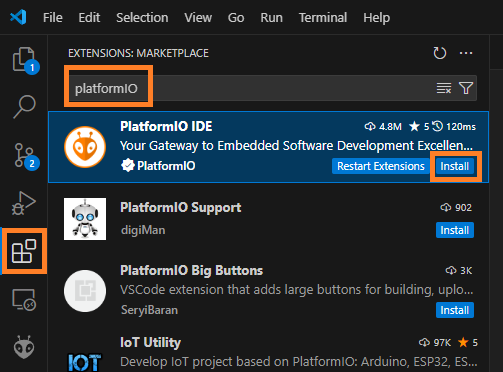 File Edit Selection View Go Run Terminal Help
EXTENSIONS: MARKETPLACE
platformIO
1
2
PlatformIO IDE 4.8M 5 120ms
Your Gateway to Embedded Software Development Excellen...
PlatformIO Restart Extensions Install
PlatformIO Support 902
digiMan Install
PlatformIO Big Buttons 3K
VSCode extension that adds large buttons for building, uplo...
SeryiBaran Install
IoT Utility 97K 5
IOT Develop IoT project based on PlatformIO: Arduino, ESP32, ES...